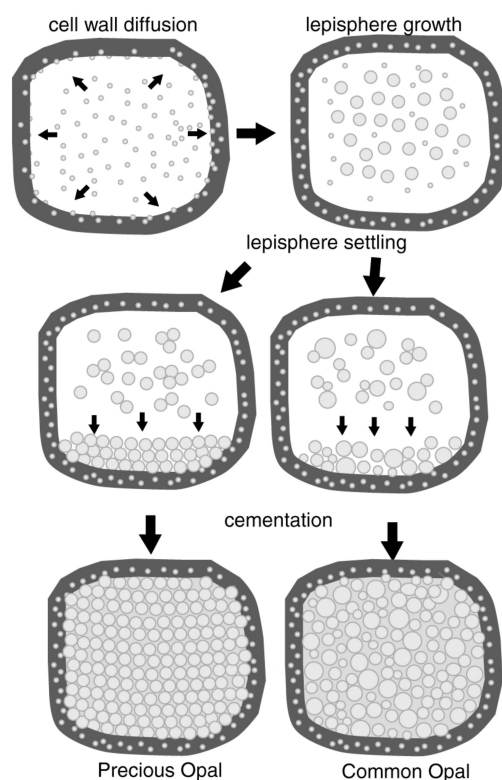 cell wall diffusion
lepisphere growth
lepisphere settling
cementation
Precious Opal
Common Opal